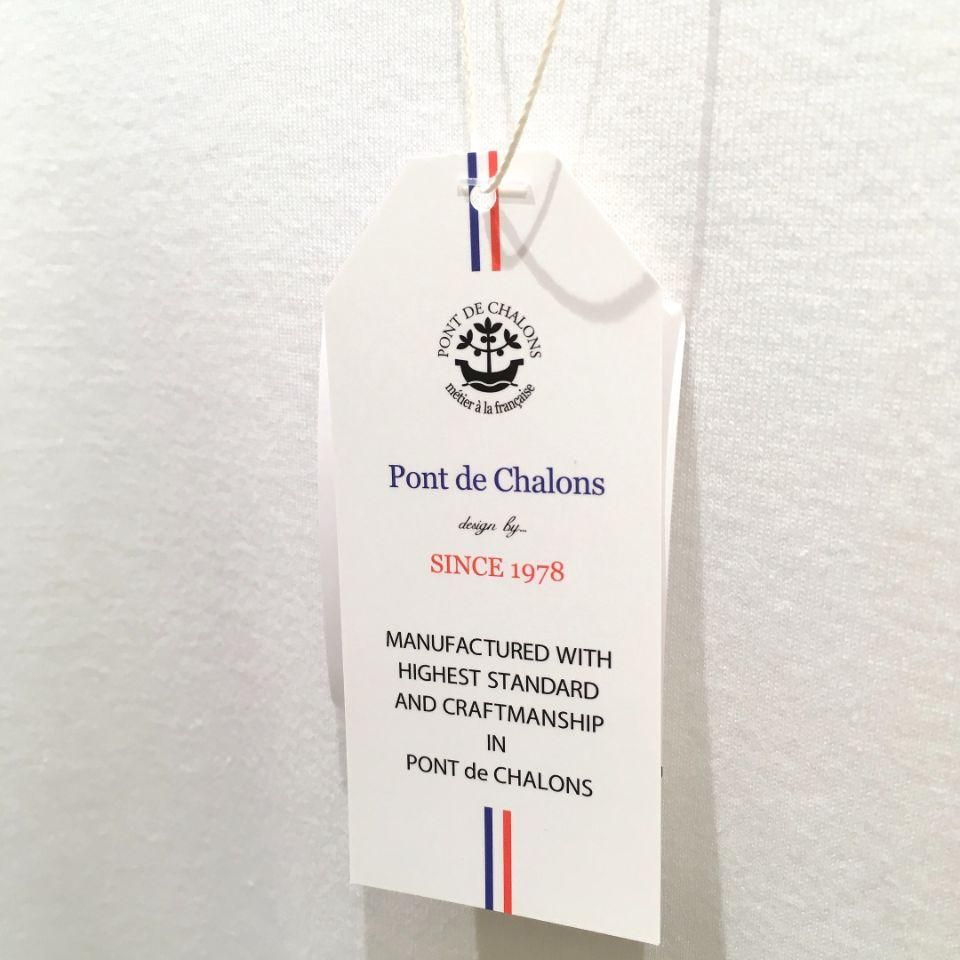 PONT DE CHALONS
métier à la française
Pont de Chalons
design by...
SINCE 1978
MANUFACTURED WITH
HIGHEST STANDARD
AND CRAFTMANSHIP
IN
PONT de CHALONS